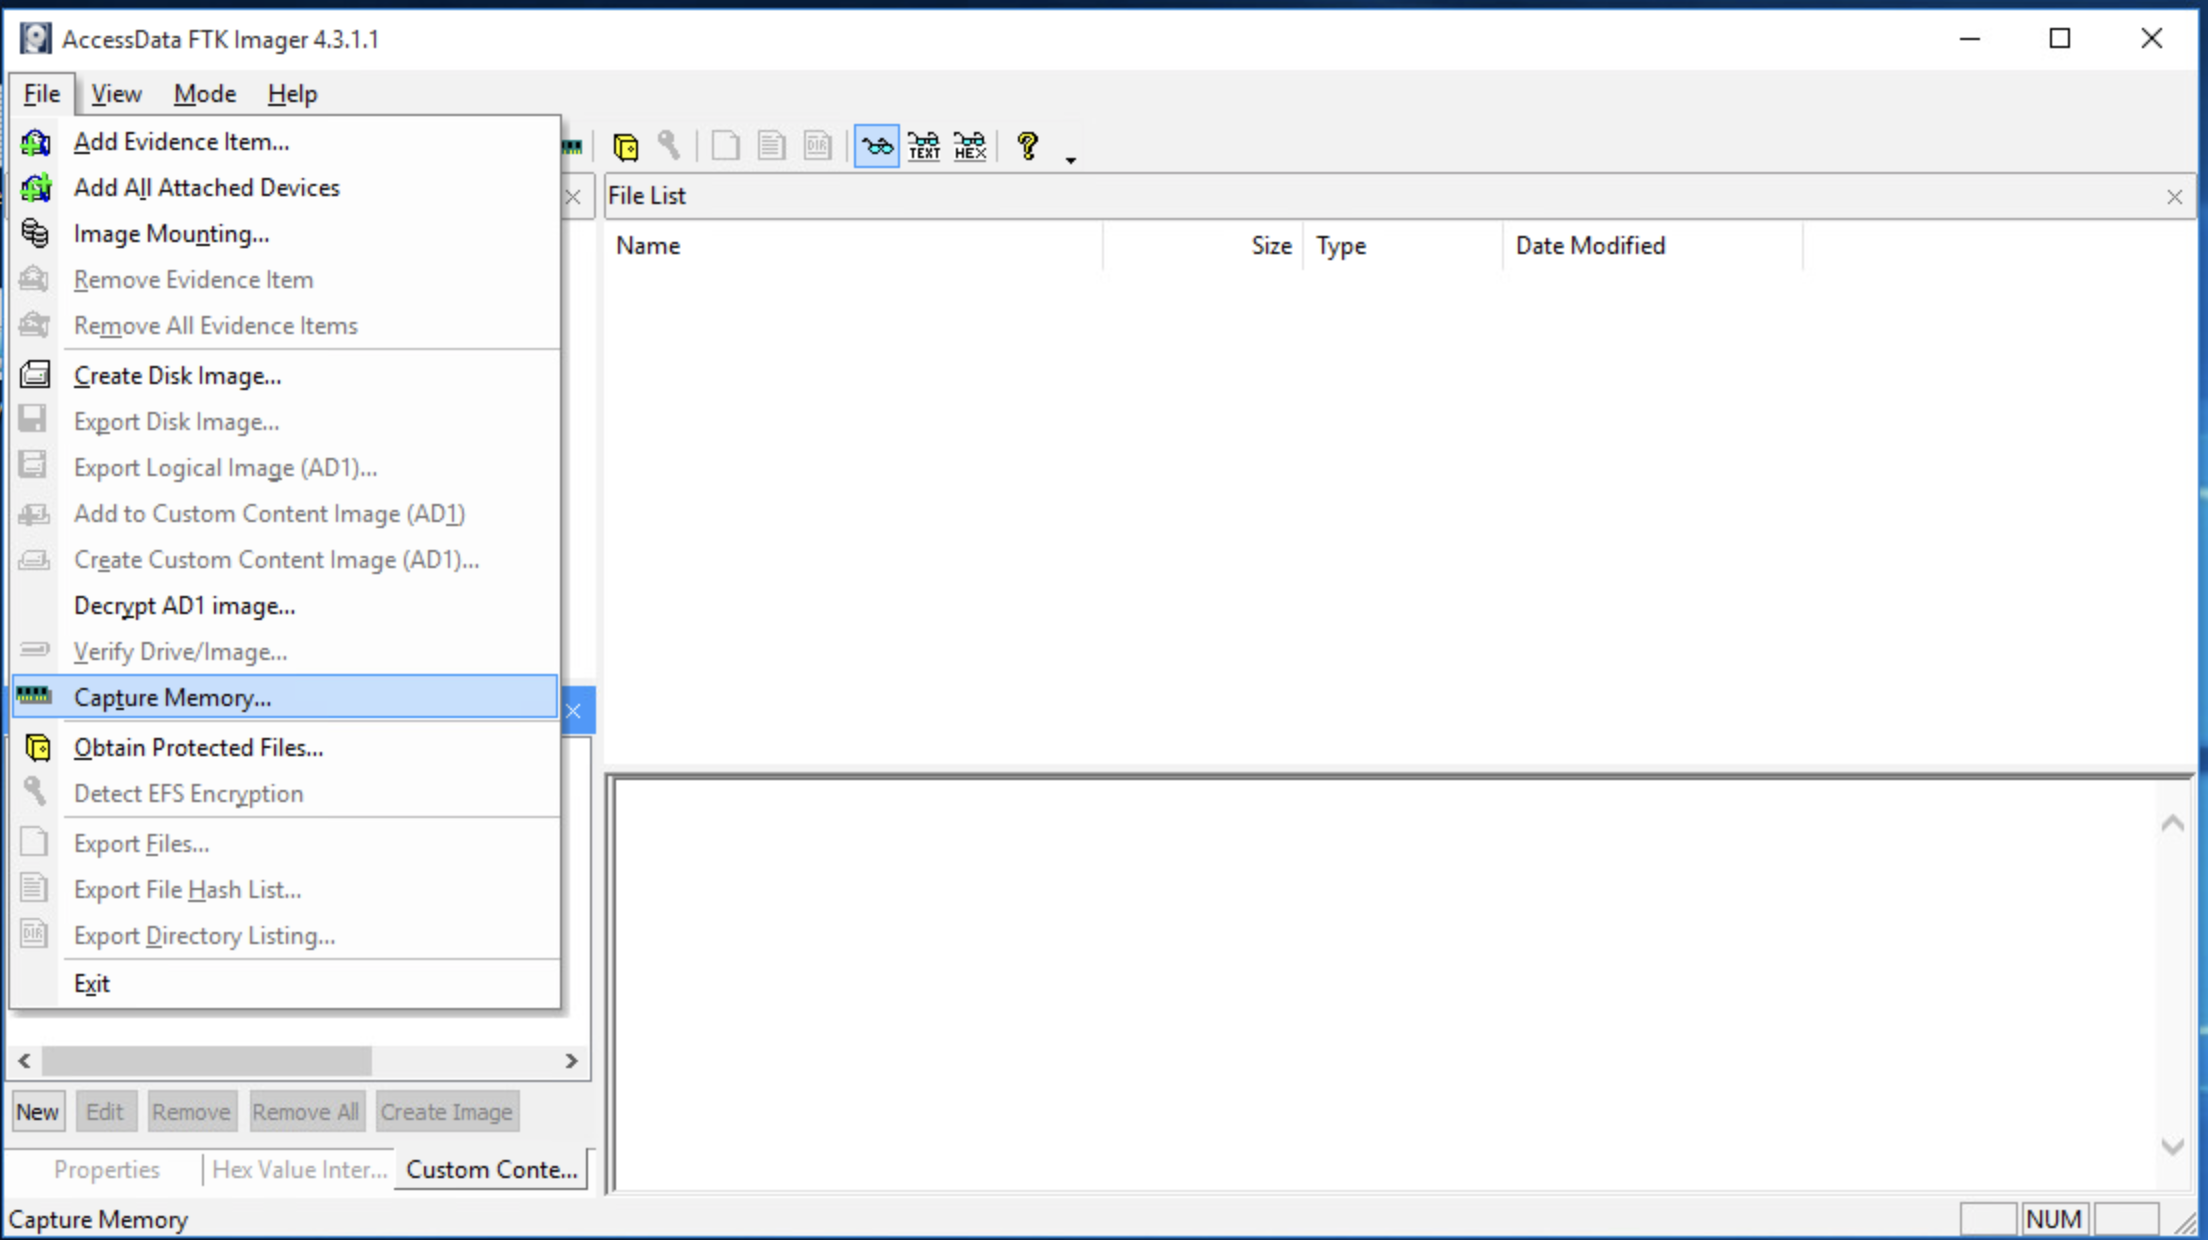 AccessData FTK Imager 4.3.1.1
File View Mode Help
Add Evidence Item...
Add All Attached Devices
Image Mounting...
Remove Evidence Item
Remove All Evidence Items
Create Disk Image...
Export Disk Image...
Export Logical Image (AD1)...
Add to Custom Content Image (AD1)
Create Custom Content Image (AD1)...
Decrypt AD1 image...
Verify Drive/Image...
Capture Memory...
Obtain Protected Files...
Detect EFS Encryption
Export Files...
Export File Hash List...
DIR Export Directory Listing...
Exit
DIR TEXT HEX ?
File List
Name Size Type Date Modified
New Edit Remove Remove All Create Image
Properties Hex Value Inter... Custom Conte...
Capture Memory NUM